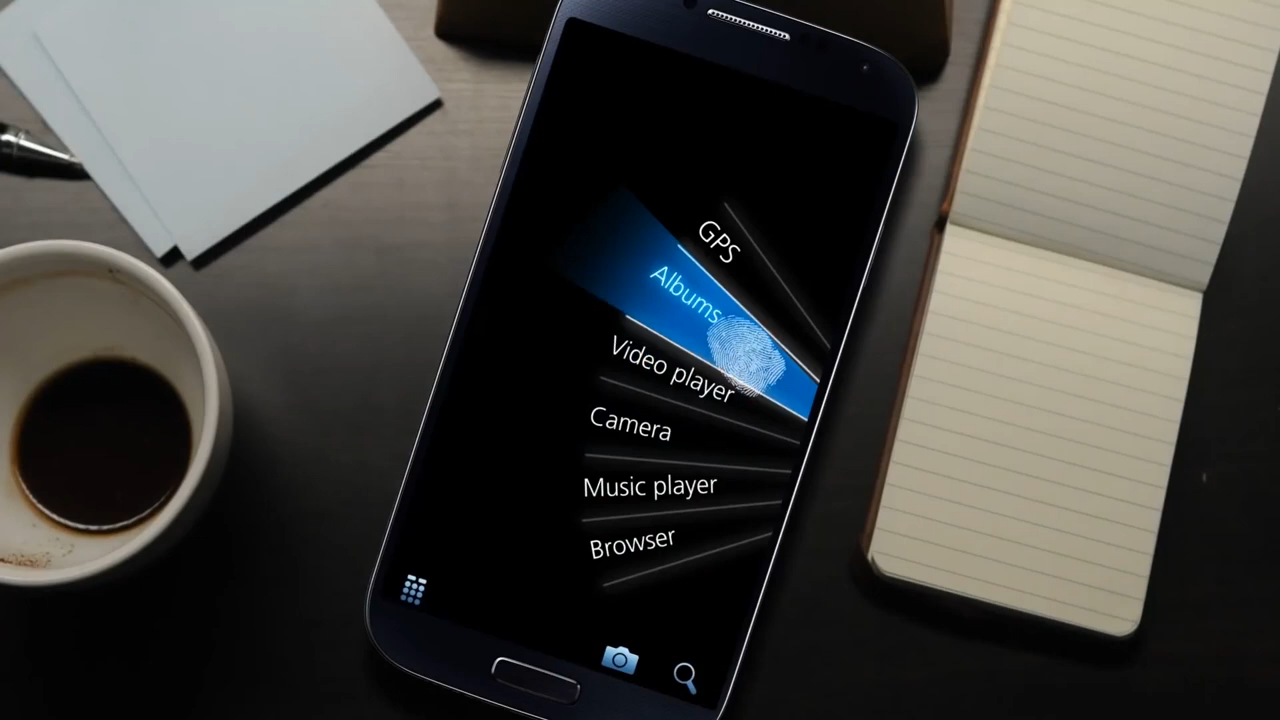 GPS
Albums
Video player
Camera
Music player
Browser